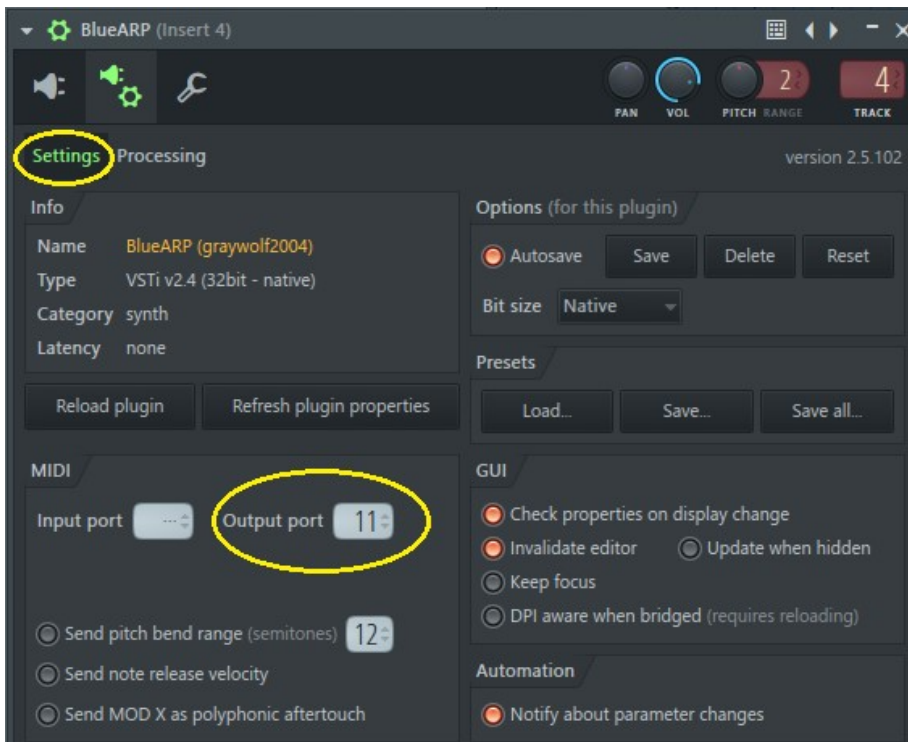 BlueARP (Insert 4)
2
4
PAN VOL PITCH RANGE TRACK
Settings Processing
version 2.5.102
Info
Name BlueARP (graywolf2004)
Type VSTi v2.4 (32bit - native)
Category synth
Latency none
Reload plugin Refresh plugin properties
MIDI
Input port --- Output port 11
Send pitch bend range (semitones) 12
Send note release velocity
Send MOD X as polyphonic aftertouch
Options (for this plugin)
Autosave Save Delete Reset
Bit size Native
Presets
Load... Save... Save all...
GUI
Check properties on display change
Invalidate editor Update when hidden
Keep focus
DPI aware when bridged (requires reloading)
Automation
Notify about parameter changes